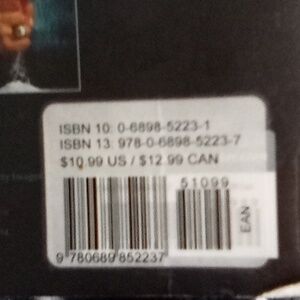 ISBN 10: 0-6898-5223-1
ISBN 13: 978-0-6898-5223-7
$10.99 US / $12.99 CAN
51099
EAN
9 780689 852237